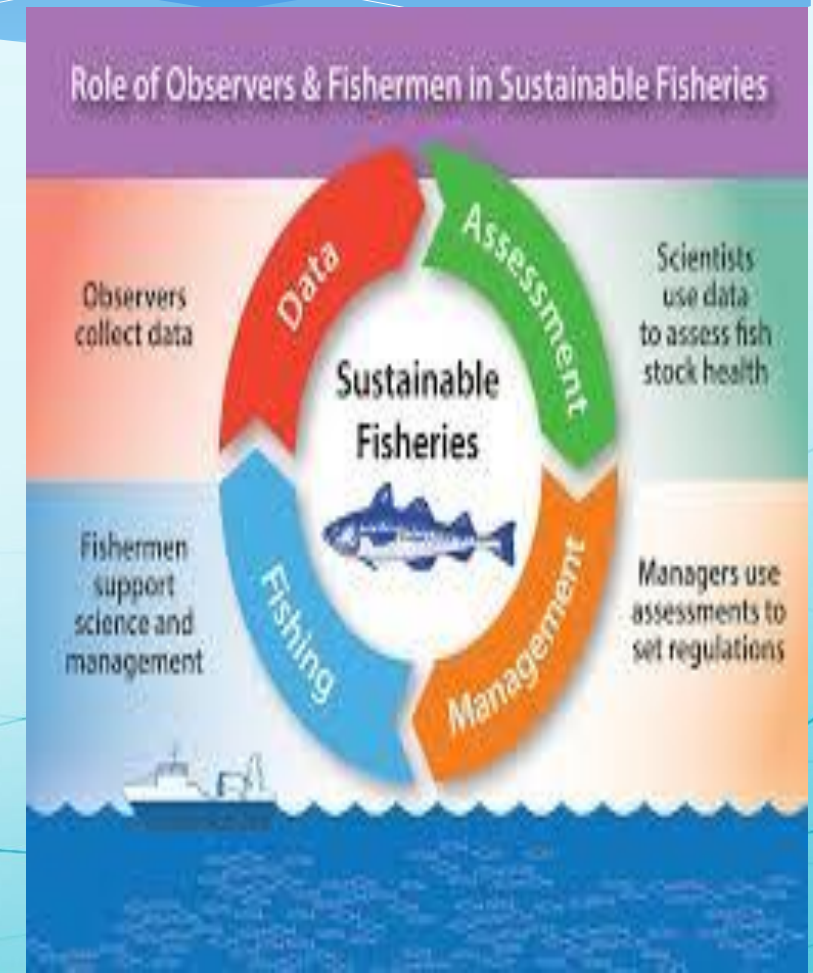 Role of Observers & Fishermen in Sustainable Fisheries
Observers
collect data
Data
Assessment
Scientists
use data
to assess fish
stock health
Sustainable
Fisheries
Fishermen
support
science and
management
Fishing
Management
Managers use
assessments to
set regulations